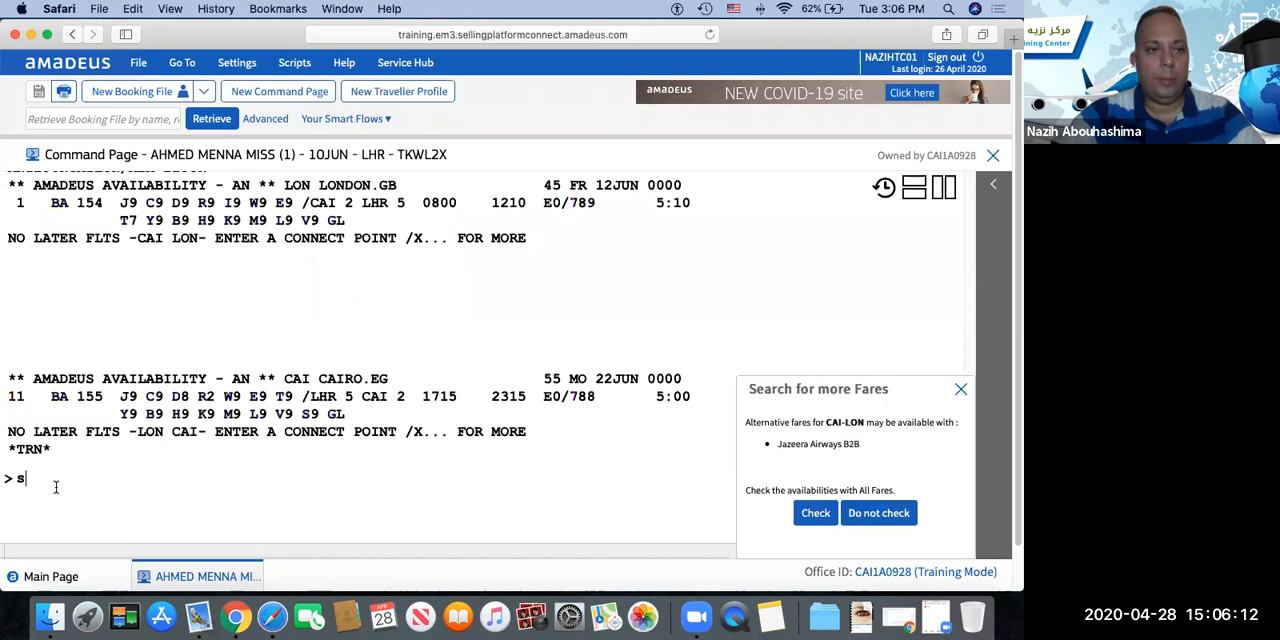 Safari File Edit View History Bookmarks Window Help 62% Tue 3:06 PM
training.em3.sellingplatformconnect.amadeus.com
amadeus File Go To Settings Scripts Help Service Hub NAZIHTC01 Sign out
Last login: 26 April 2020
New Booking File New Command Page New Traveller Profile
amadeus NEW COVID-19 site Click here
Retrieve Booking File by name, r Retrieve Advanced Your Smart Flows ▾
Command Page - AHMED MENNA MISS (1) - 10JUN - LHR - TKWL2X Owned by CAI1A0928
** AMADEUS AVAILABILITY - AN ** LON LONDON.GB 45 FR 12JUN 0000
1 BA 154 J9 C9 D9 R9 I9 W9 E9 /CAI 2 LHR 5 0800 1210 E0/789 5:10
T7 Y9 B9 H9 K9 M9 L9 V9 GL
NO LATER FLTS -CAI LON- ENTER A CONNECT POINT /X... FOR MORE
** AMADEUS AVAILABILITY - AN ** CAI CAIRO.EG 55 MO 22JUN 0000
11 BA 155 J9 C9 D8 R2 W9 E9 T9 /LHR 5 CAI 2 1715 2315 E0/788 5:00
Y9 B9 H9 K9 M9 L9 V9 S9 GL
NO LATER FLTS -LON CAI- ENTER A CONNECT POINT /X... FOR MORE
*TRN*
> s
Search for more Fares
Alternative fares for CAI-LON may be available with :
Jazeera Airways B2B
Check the availabilities with All Fares.
Check Do not check
Main Page AHMED MENNA MI... Office ID: CAI1A0928 (Training Mode)
APR
28
مركز نزيه
ining Center
Nazih Abouhashima
2020-04-28 15:06:12